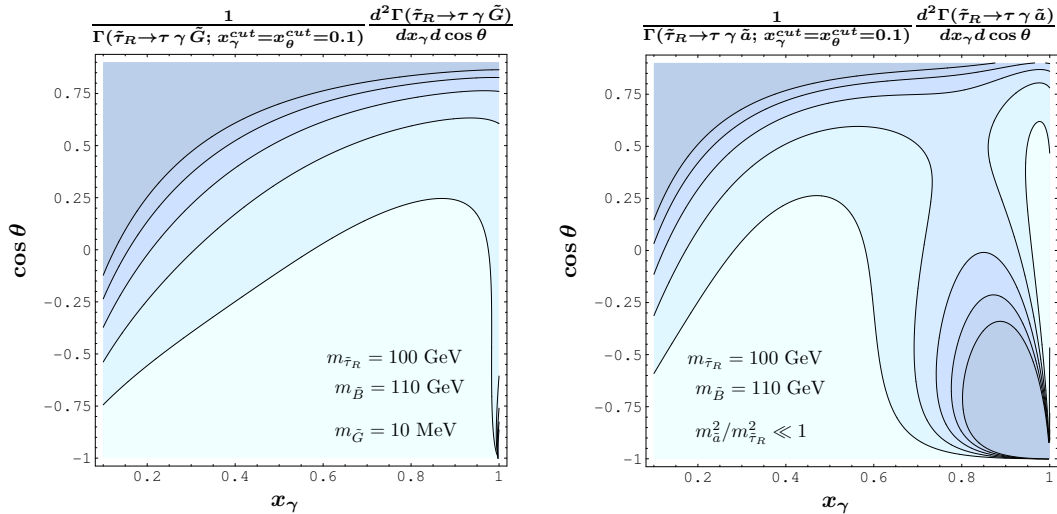 1 / Γ(τ̃_R→τ γ G̃; x_γ^cut=x_θ^cut=0.1) d²Γ(τ̃_R→τ γ G̃) / dx_γ d cos θ
0.75
0.5
0.25
0
-0.25
-0.5
-0.75
-1
cos θ
m_τ̃_R = 100 GeV
m_B̃ = 110 GeV
m_G̃ = 10 MeV
0.2 0.4 0.6 0.8 1
x_γ
1 / Γ(τ̃_R→τ γ ã; x_γ^cut=x_θ^cut=0.1) d²Γ(τ̃_R→τ γ ã) / dx_γ d cos θ
0.75
0.5
0.25
0
-0.25
-0.5
-0.75
-1
cos θ
m_τ̃_R = 100 GeV
m_B̃ = 110 GeV
m_ã²/m_τ̃_R² ≪ 1
0.2 0.4 0.6 0.8 1
x_γ